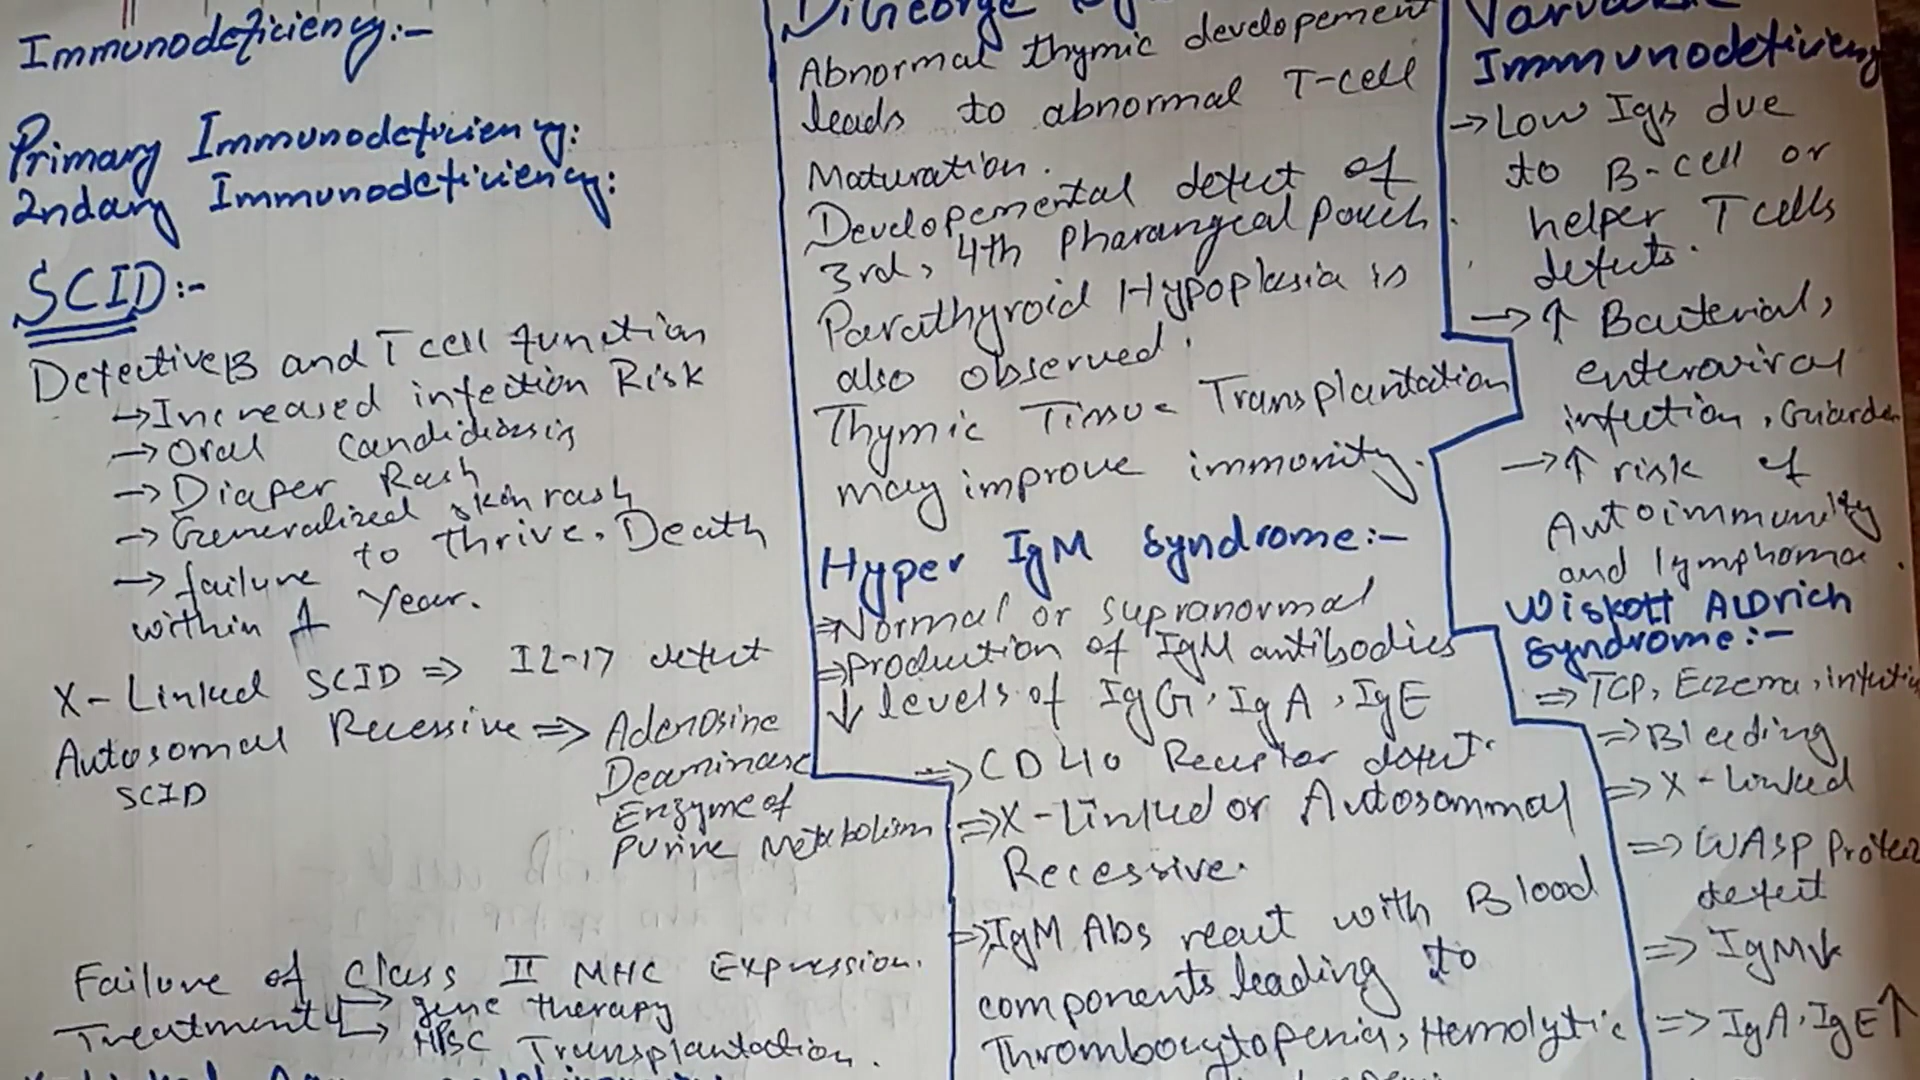 Immunodeficiency:-
Primary Immunodeficiency:
2ndary Immunodeficiency:
SCID:-
Defective B and T cell function
→ Increased infection Risk
→ Oral Candidiasis
→ Diaper Rash
→ Generalized skin rash
→ failure to thrive, Death
within 1 Year.
X-Linked SCID ⇒ I2-17 defect
Autosomal Recessive ⇒ Adenosine
SCID
Deaminase
Enzyme of
Purine Metabolism
Failure of Class II MHC Expression.
Treatment → gene therapy
→ HPSC Transplantation.
DiGeorge
Abnormal thymic developement
leads to abnormal T-cell
Maturation.
Developemental defect of
3rd, 4th Pharangeal Pouch.
Parathyroid Hypoplasia is
also observed.
Thymic Tissue Transplantation
may improve immunity.
Hyper IgM Syndrome:-
⇒ Normal or supranormal
⇒ production of IgM antibodies
↓ levels of IgG, IgA, IgE
⇒ CD40 Receptor defect.
⇒ X-Linked or Autosommal
Recessive.
⇒ IgM Abs react with Blood
components leading to
Thrombocytopenia, Hemolytic
Variable
Immunodeficiency
→ Low Igs due
to B-cell or
helper T cells
defects.
→ ↑ Bacterial,
enteroviral
infection, Guarden
→ ↑ risk of
Autoimmunity
and lymphoma.
Wiskott ALDrich
Syndrome:-
⇒ TCP, Eczema,
⇒ Bleeding
⇒ X-Linked
⇒ WASP Protein
defect
⇒ IgM↓
⇒ IgA, IgE↑